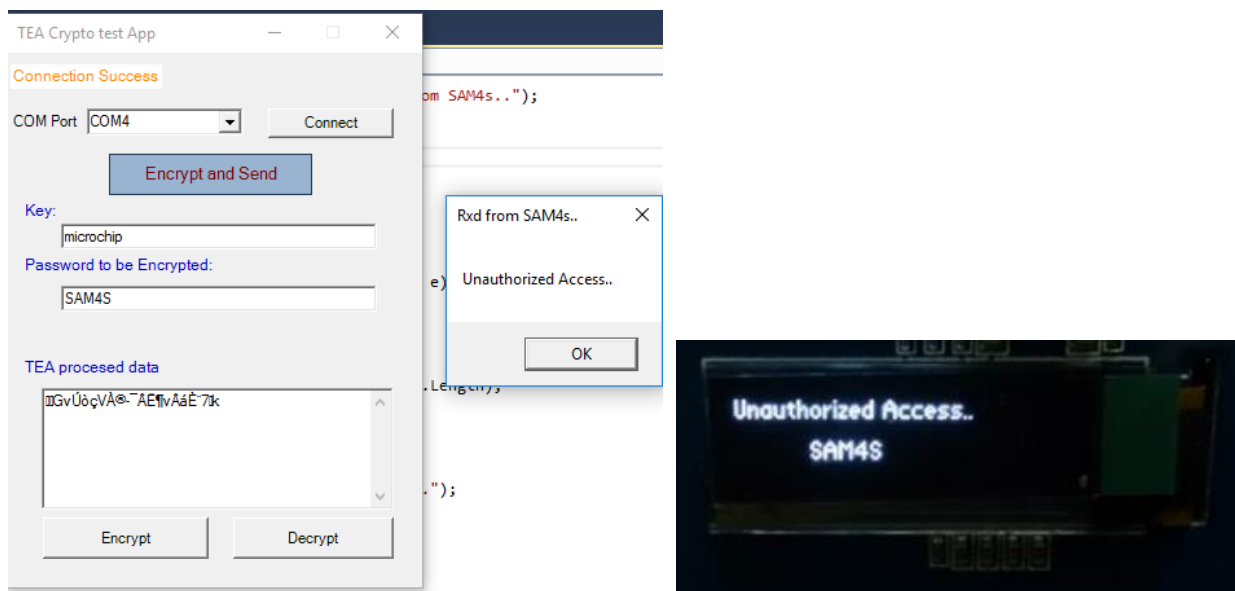 TEA Crypto test App
Connection Success
COM Port COM4 Connect
Encrypt and Send
Key:
microchip
Password to be Encrypted:
SAM4S
TEA procesed data
Encrypt Decrypt
om SAM4s..");
e)
.Length);
.");
Rxd from SAM4s..
Unauthorized Access..
OK
Unauthorized Access..
SAM4S